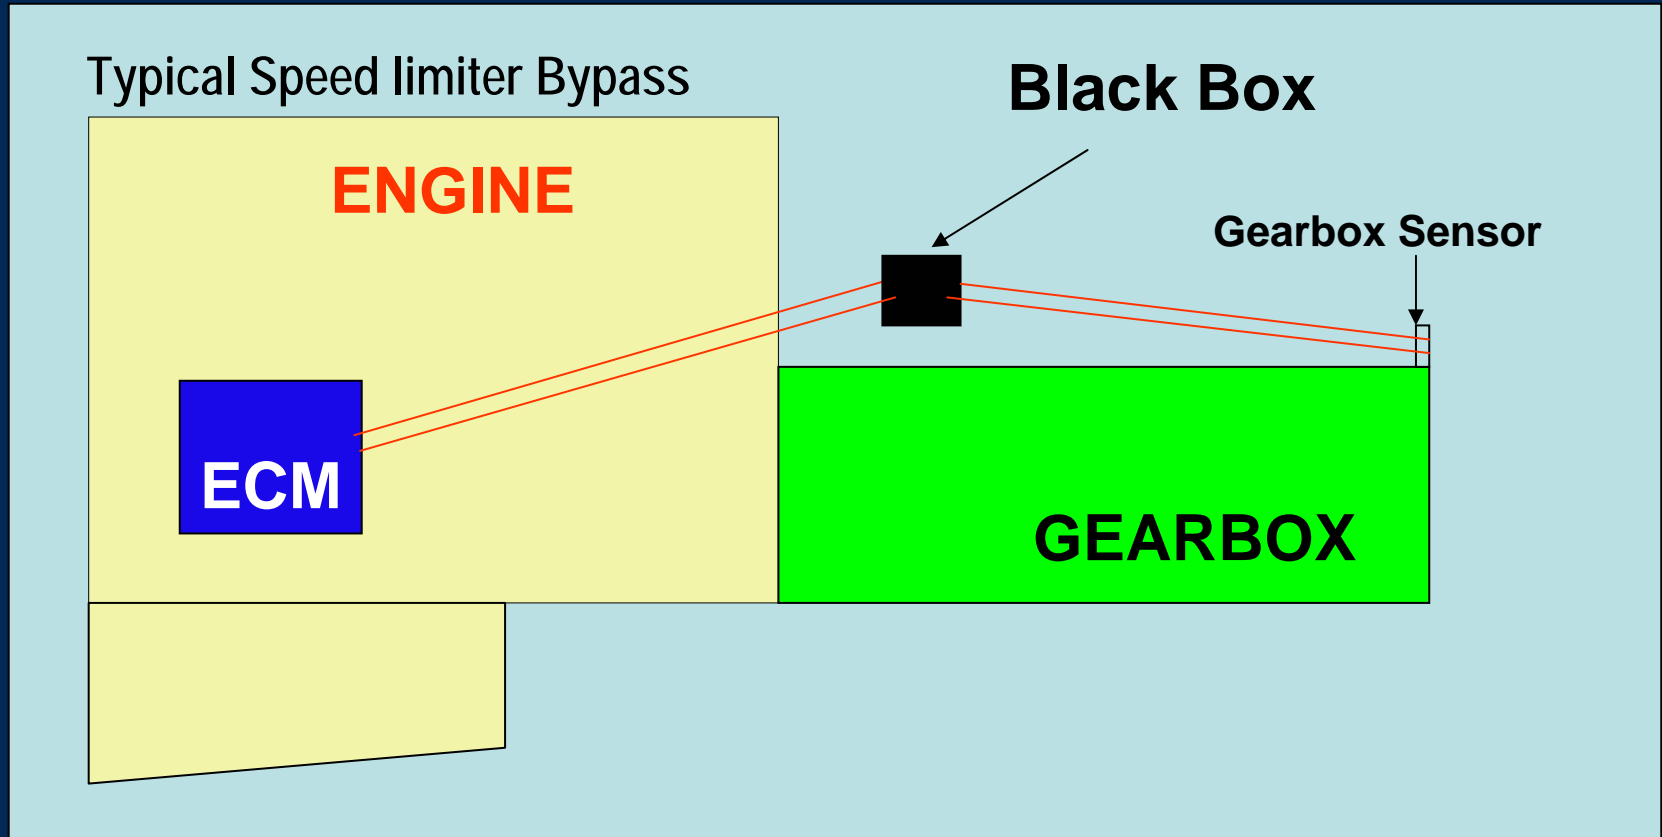 Typical Speed limiter Bypass
Black Box
ENGINE
Gearbox Sensor
ECM
GEARBOX